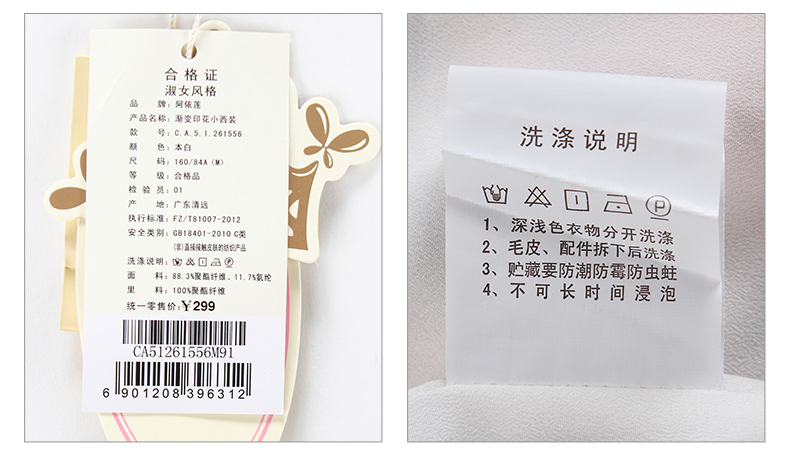 合格证
淑女风格
品牌：阿依莲
产品名称：渐变印花小西装
款号：C.A.5.1.261556
颜色：本白
尺码：160/84A（M）
等级：合格品
检验员：01
产地：广东清远
执行标准：FZ/T81007-2012
安全类别：GB18401-2010 C类
(非)直接接触皮肤的纺织产品
洗涤说明：
面料：88.3%聚酯纤维、11.7%氨纶
里料：100%聚酯纤维
统一零售价：¥299
CA51261556M91
6 901208 396312
洗涤说明
P
1、深浅色衣物分开洗涤
2、毛皮、配件拆下后洗涤
3、贮藏要防潮防霉防虫蛀
4、不可长时间浸泡